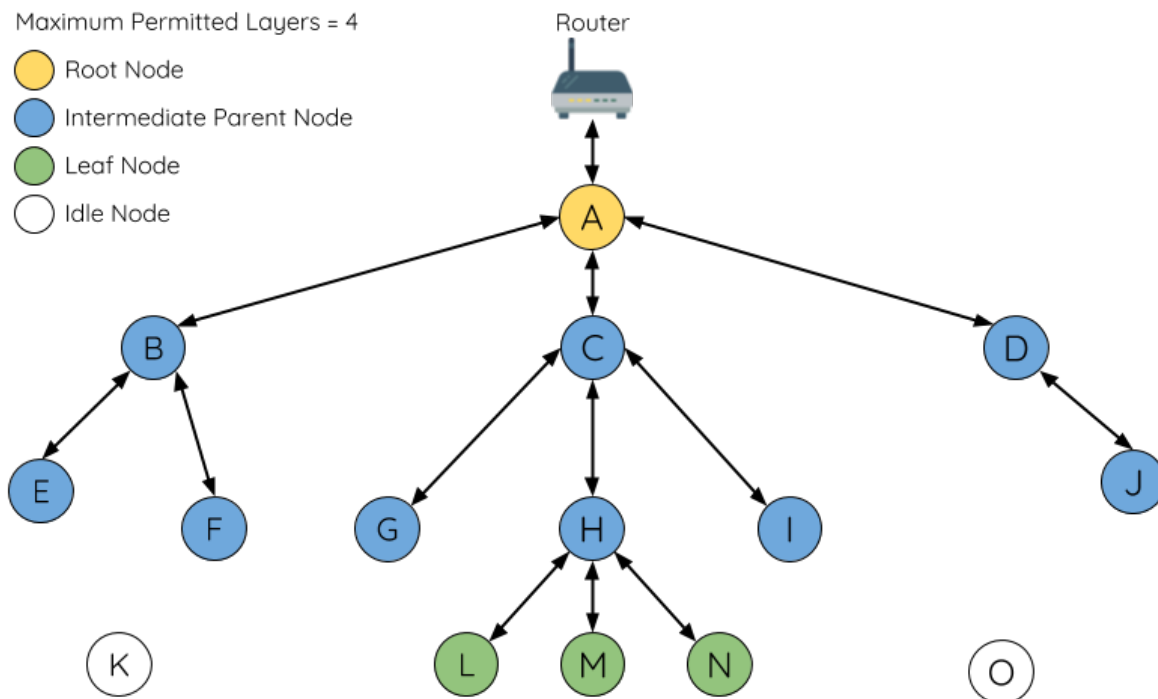 Maximum Permitted Layers = 4
Router
Root Node
Intermediate Parent Node
Leaf Node
Idle Node
A
B
C
D
E
F
G
H
I
J
K
L
M
N
O